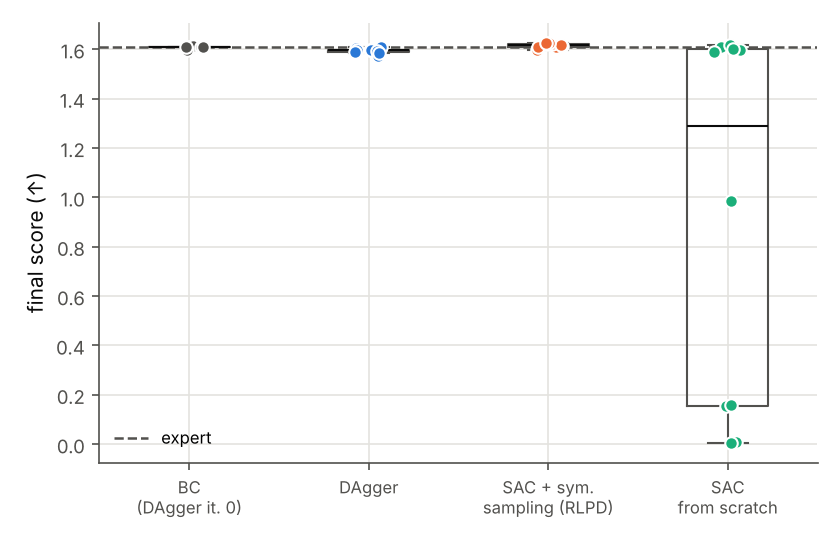 final score (↑)
1.6
1.4
1.2
1.0
0.8
0.6
0.4
0.2
0.0
expert
BC
(DAgger it. 0)
DAgger
SAC + sym.
sampling (RLPD)
SAC
from scratch